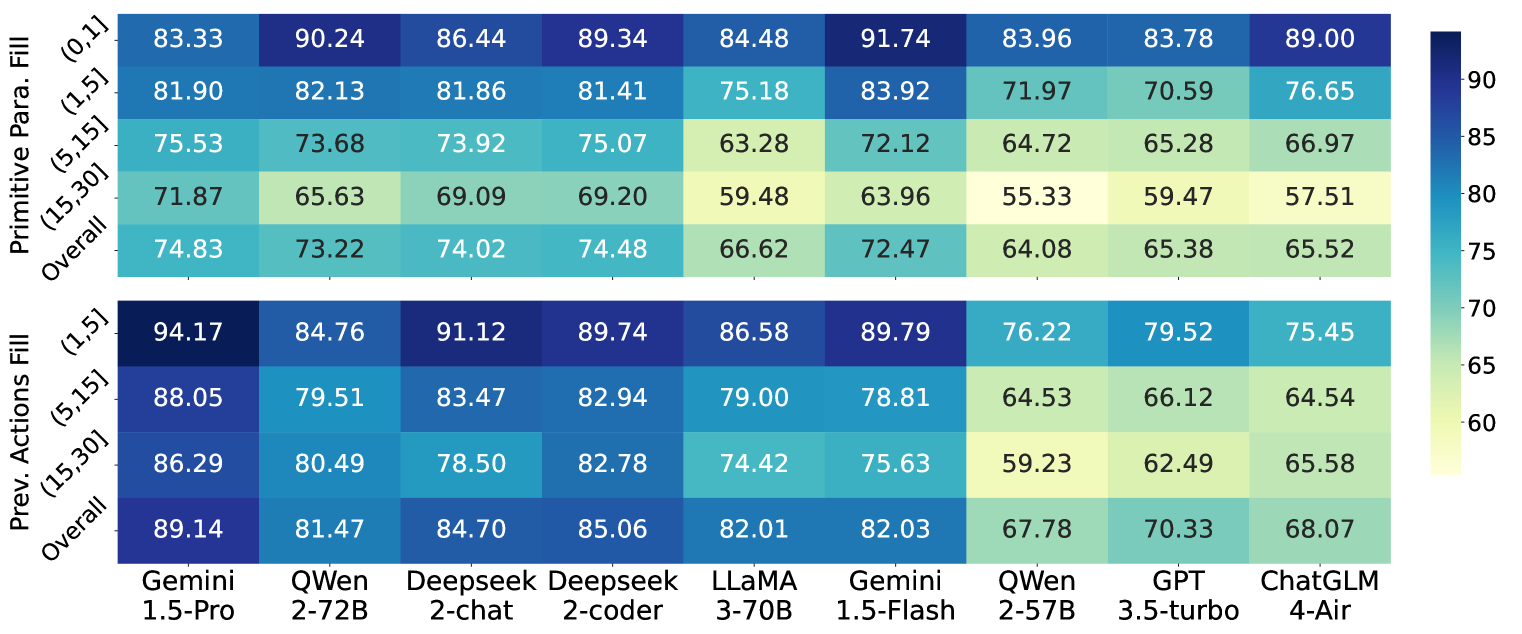 Primitive Para. Fill
(0,1] 83.33 90.24 86.44 89.34 84.48 91.74 83.96 83.78 89.00
(1,5] 81.90 82.13 81.86 81.41 75.18 83.92 71.97 70.59 76.65
(5,15] 75.53 73.68 73.92 75.07 63.28 72.12 64.72 65.28 66.97
(15,30] 71.87 65.63 69.09 69.20 59.48 63.96 55.33 59.47 57.51
Overall 74.83 73.22 74.02 74.48 66.62 72.47 64.08 65.38 65.52
Prev. Actions Fill
(1,5] 94.17 84.76 91.12 89.74 86.58 89.79 76.22 79.52 75.45
(5,15] 88.05 79.51 83.47 82.94 79.00 78.81 64.53 66.12 64.54
(15,30] 86.29 80.49 78.50 82.78 74.42 75.63 59.23 62.49 65.58
Overall 89.14 81.47 84.70 85.06 82.01 82.03 67.78 70.33 68.07
Gemini QWen Deepseek Deepseek LLaMA Gemini QWen GPT ChatGLM
1.5-Pro 2-72B 2-chat 2-coder 3-70B 1.5-Flash 2-57B 3.5-turbo 4-Air
90
85
80
75
70
65
60